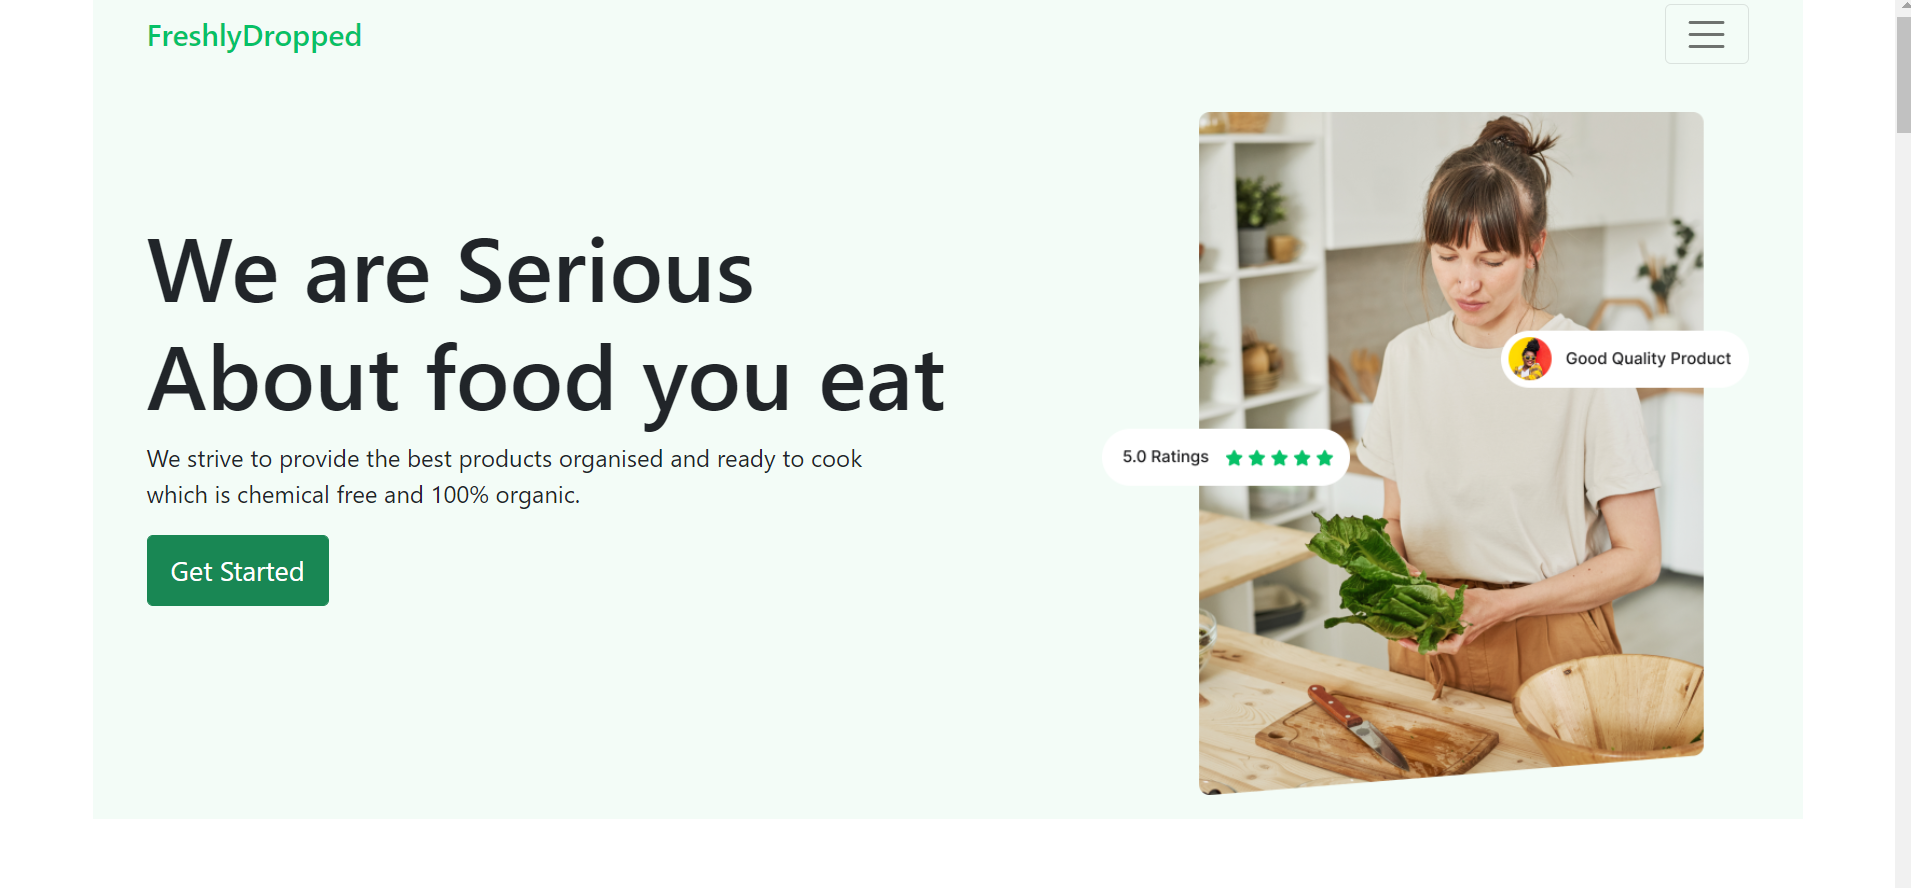 FreshlyDropped
We are Serious
About food you eat
We strive to provide the best products organised and ready to cook
which is chemical free and 100% organic.
Get Started
Good Quality Product
5.0 Ratings